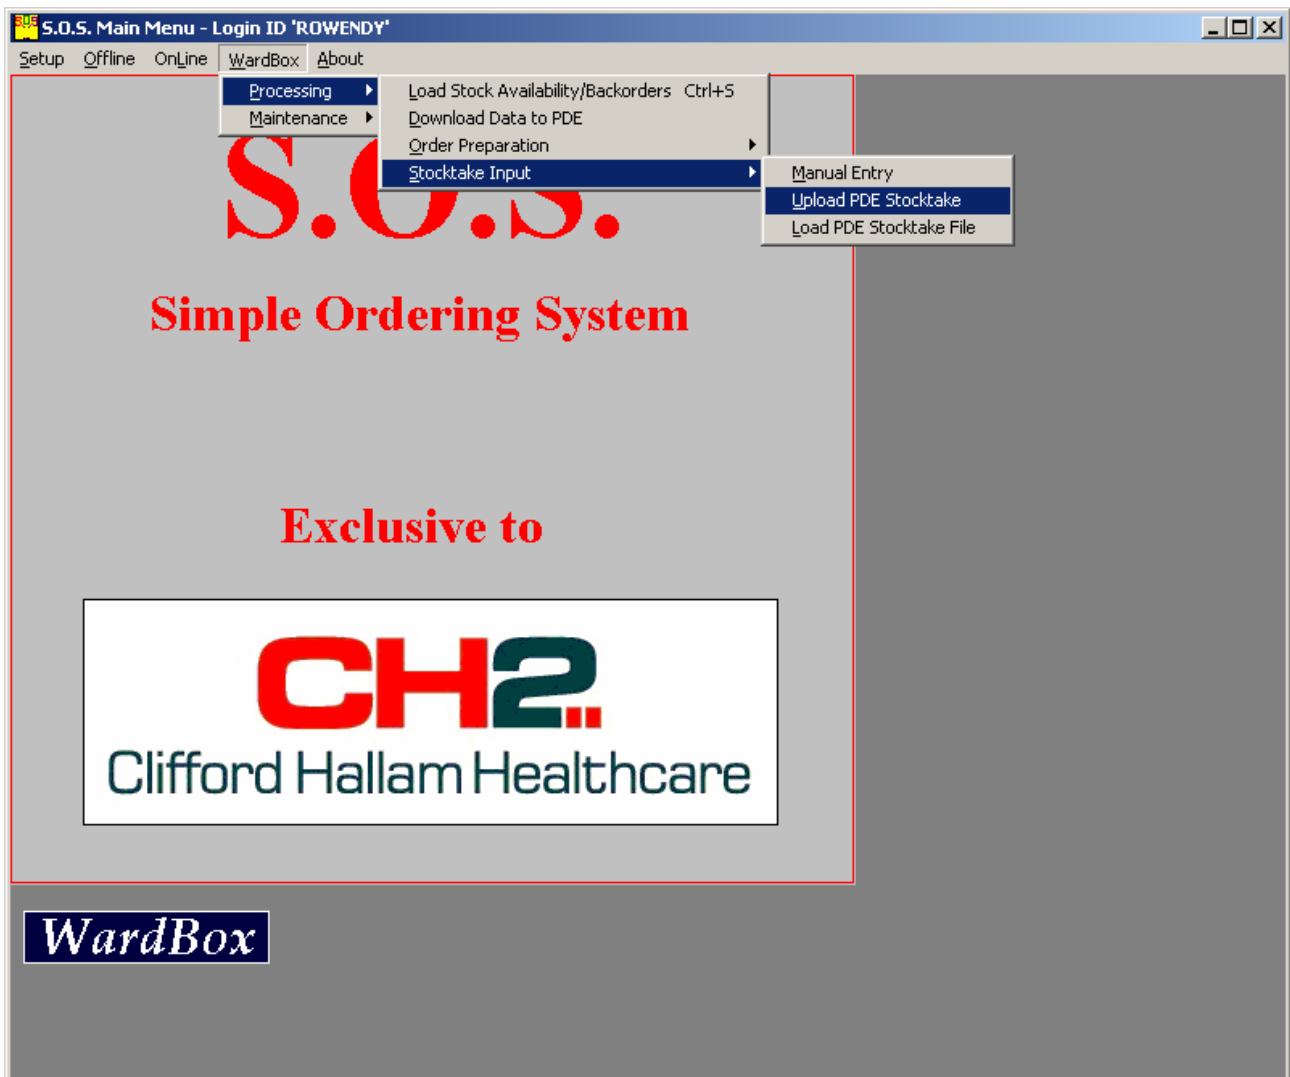 S.O.S. Main Menu - Login ID 'ROWENDY'
Setup Offline OnLine WardBox About
Processing
Maintenance
Load Stock Availability/Backorders Ctrl+S
Download Data to PDE
Order Preparation
Stocktake Input
Manual Entry
Upload PDE Stocktake
Load PDE Stocktake File
S.O.S.
Simple Ordering System
Exclusive to
CH2..
Clifford Hallam Healthcare
WardBox